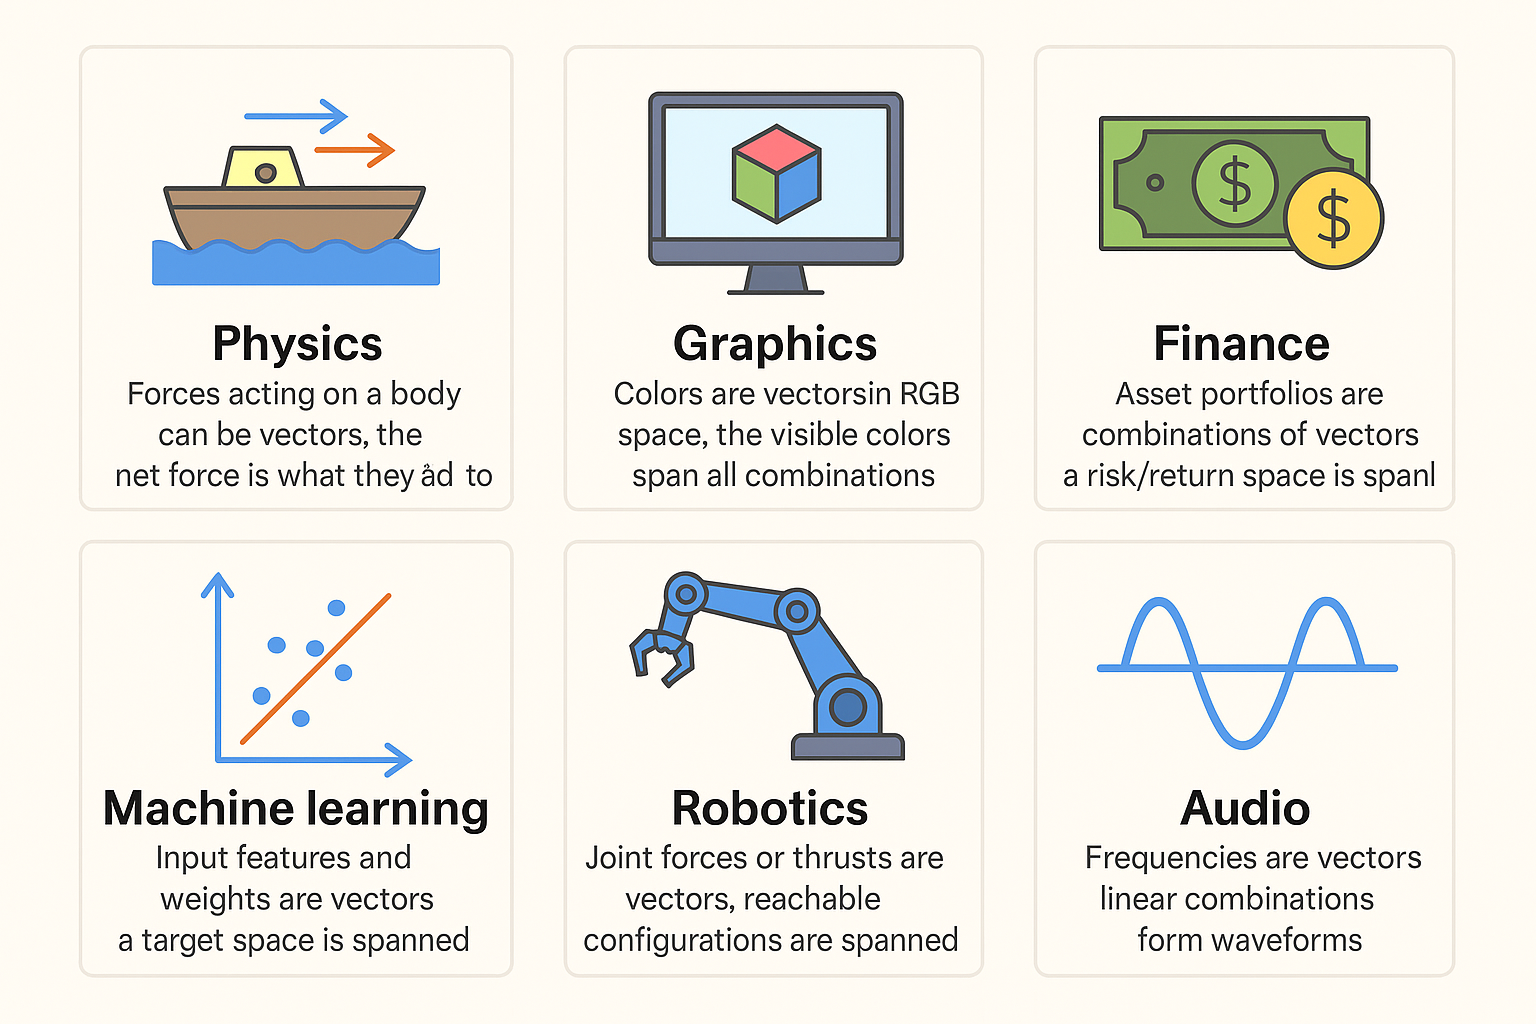 Physics
Forces acting on a body
can be vectors, the
net force is what they ad to
Graphics
Colors are vectorsin RGB
space, the visible colors
span all combinations
$
$
Finance
Asset portfolios are
combinations of vectors
a risk/return space is spanl
Machine learning
Input features and
weights are vectors
a target space is spanned
Robotics
Joint forces or thrusts are
vectors, reachable
configurations are spanned
Audio
Frequencies are vectors
linear combinations
form waveforms